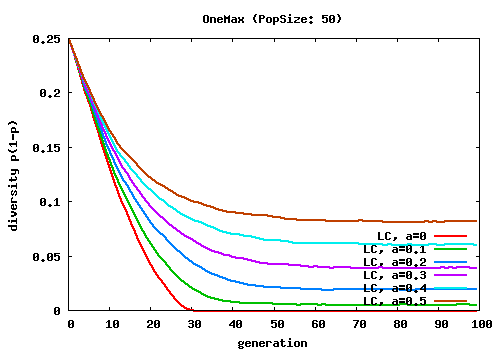 OneMax (PopSize: 50)
0.25
0.2
0.15
0.1
0.05
0
diversity p(1-p)
LC, a=0
LC, a=0.1
LC, a=0.2
LC, a=0.3
LC, a=0.4
LC, a=0.5
0 10 20 30 40 50 60 70 80 90 100
generation